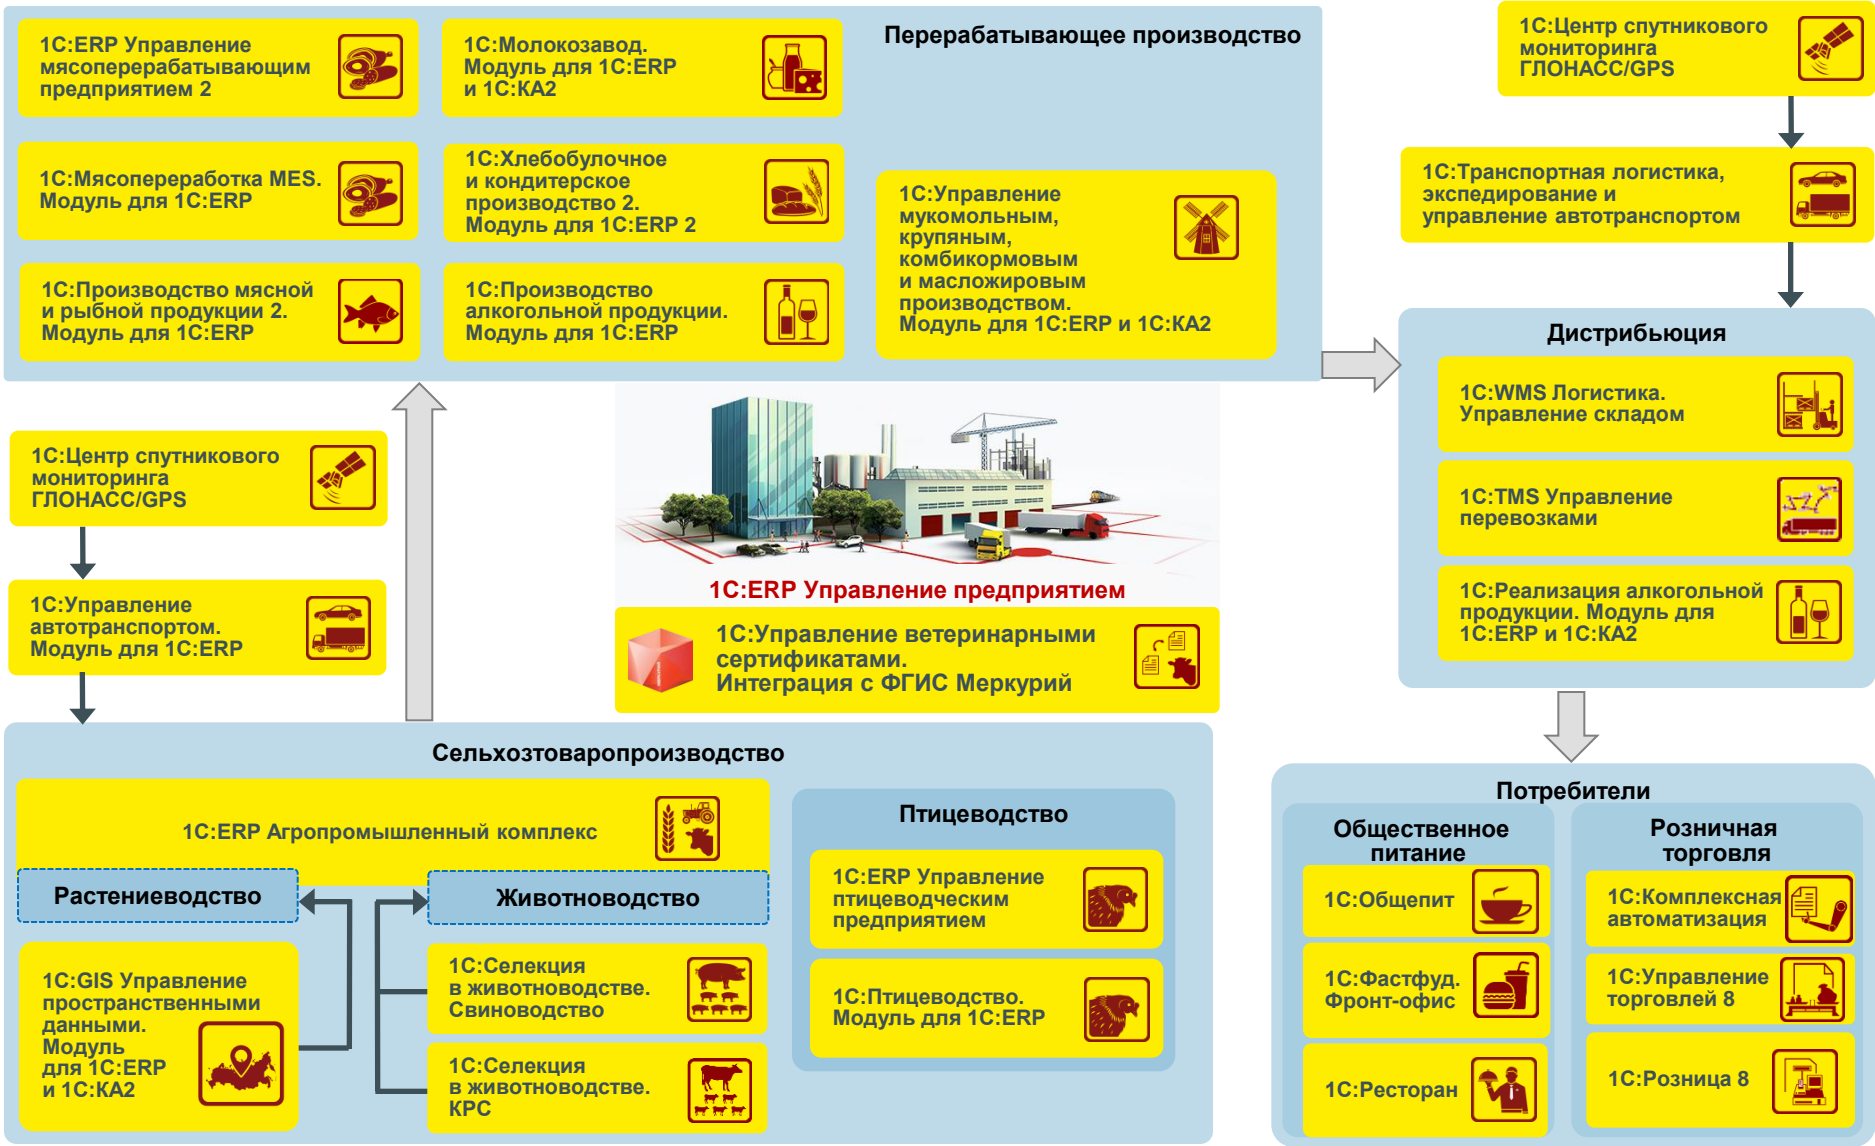 Перерабатывающее производство
1С:ERP Управление
мясоперерабатывающим
предприятием 2
1С:Молокозавод.
Модуль для 1С:ERP
и 1С:КА2
1С:Мясопереработка MES.
Модуль для 1С:ERP
1С:Хлебобулочное
и кондитерское
производство 2.
Модуль для 1С:ERP 2
1С:Управление
мукомольным,
крупяным,
комбикормовым
и масложировым
производством.
Модуль для 1С:ERP и 1С:КА2
1С:Производство мясной
и рыбной продукции 2.
Модуль для 1С:ERP
1С:Производство
алкогольной продукции.
Модуль для 1С:ERP
1С:Центр спутникового
мониторинга
ГЛОНАСС/GPS
1С:Транспортная логистика,
экспедирование и
управление автотранспортом
Дистрибьюция
1С:WMS Логистика.
Управление складом
1С:TMS Управление
перевозками
1С:Реализация алкогольной
продукции. Модуль для
1С:ERP и 1С:КА2
1С:Центр спутникового
мониторинга
ГЛОНАСС/GPS
1С:Управление
автотранспортом.
Модуль для 1С:ERP
1С:ERP Управление предприятием
1С:Управление ветеринарными
сертификатами.
Интеграция с ФГИС Меркурий
Сельхозтоваропроизводство
1С:ERP Агропромышленный комплекс
Растениеводство
Животноводство
1С:GIS Управление
пространственными
данными.
Модуль
для 1С:ERP
и 1С:КА2
1С:Селекция
в животноводстве.
Свиноводство
1С:Селекция
в животноводстве.
КРС
Птицеводство
1С:ERP Управление
птицеводческим
предприятием
1С:Птицеводство.
Модуль для 1С:ERP
Потребители
Общественное
питание
1С:Общепит
1С:Фастфуд.
Фронт-офис
1С:Ресторан
Розничная
торговля
1С:Комплексная
автоматизация
1С:Управление
торговлей 8
1С:Розница 8